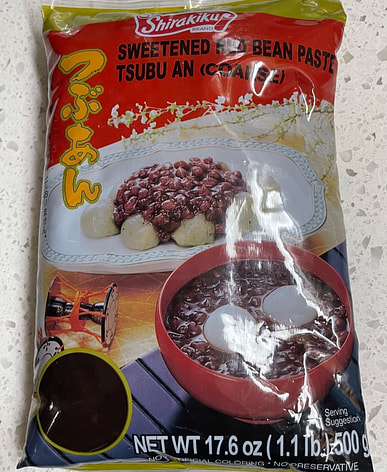 Shirakiku®
BRAND
SWEETENED RED BEAN PASTE
TSUBU AN (COARSE)
つぶあん
Serving
Suggestion
NET WT 17.6 oz ( 1.1 lb.) 500 g
NO ARTIFICIAL COLORING • NO PRESERVATIVE